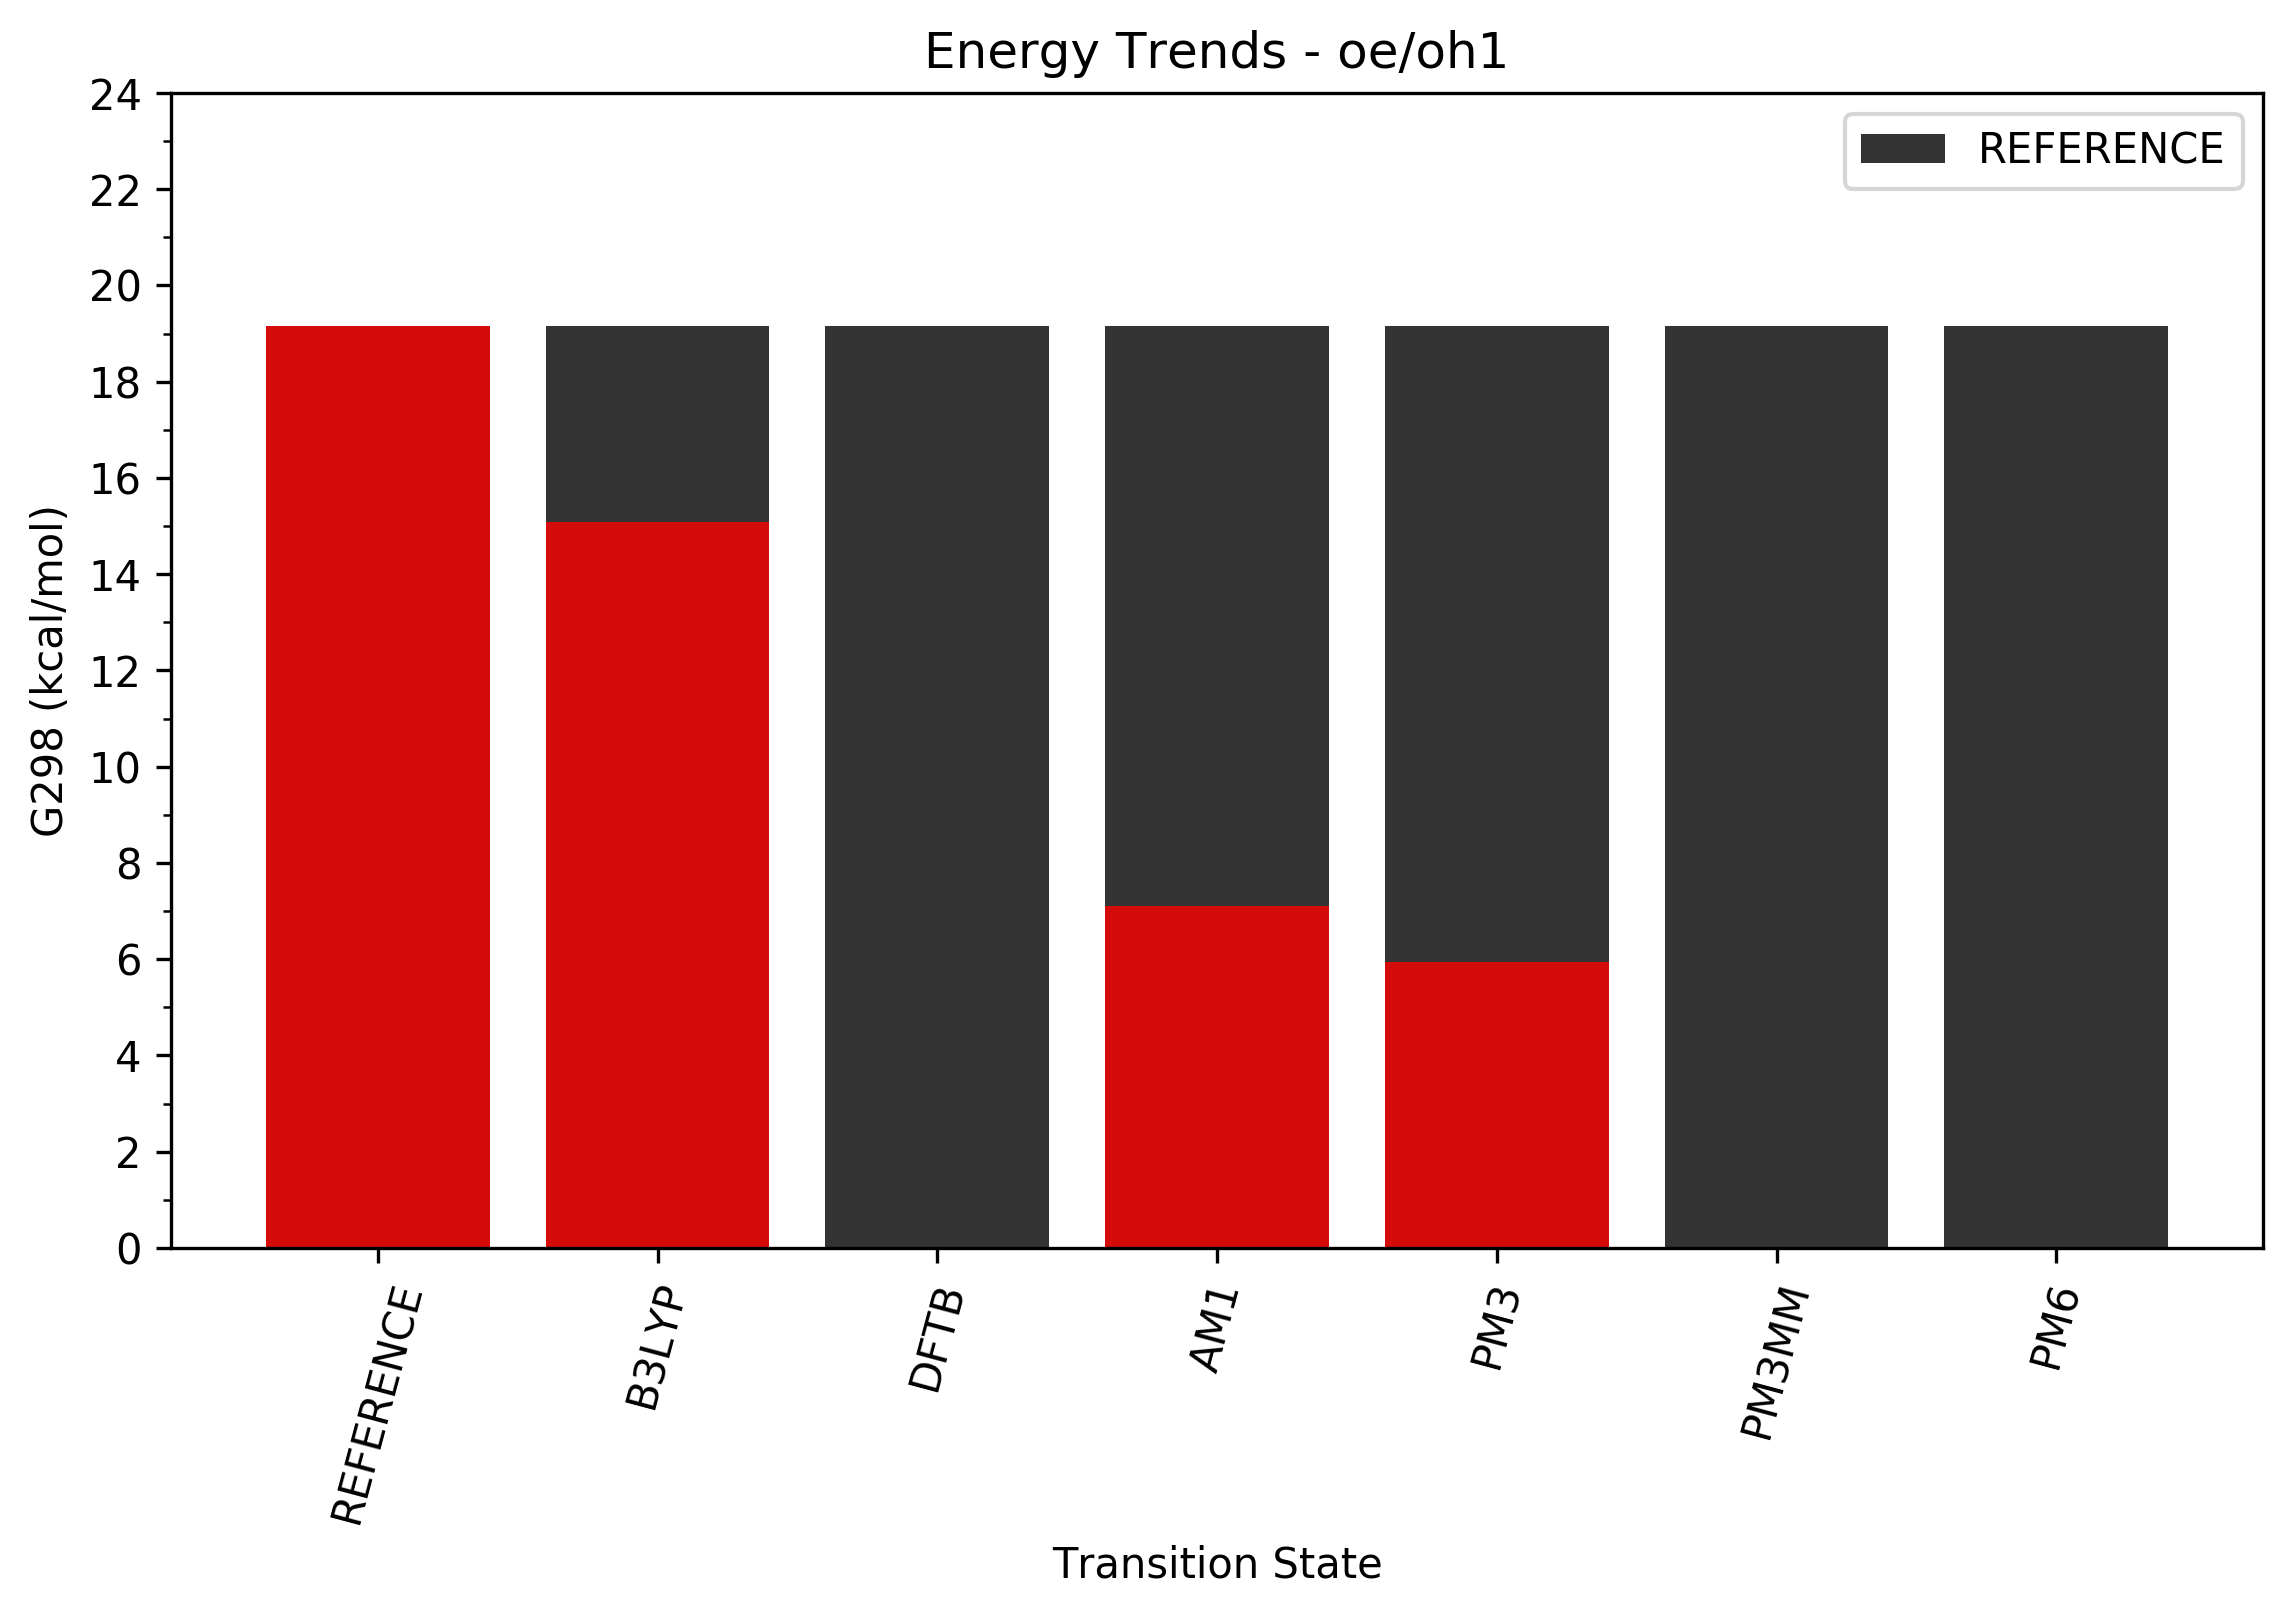 Energy Trends - oe/oh1
REFERENCE
G298 (kcal/mol)
24
22
20
18
16
14
12
10
8
6
4
2
0
REFERENCE
B3LYP
DFTB
AM1
PM3
PM3MM
PM6
Transition State